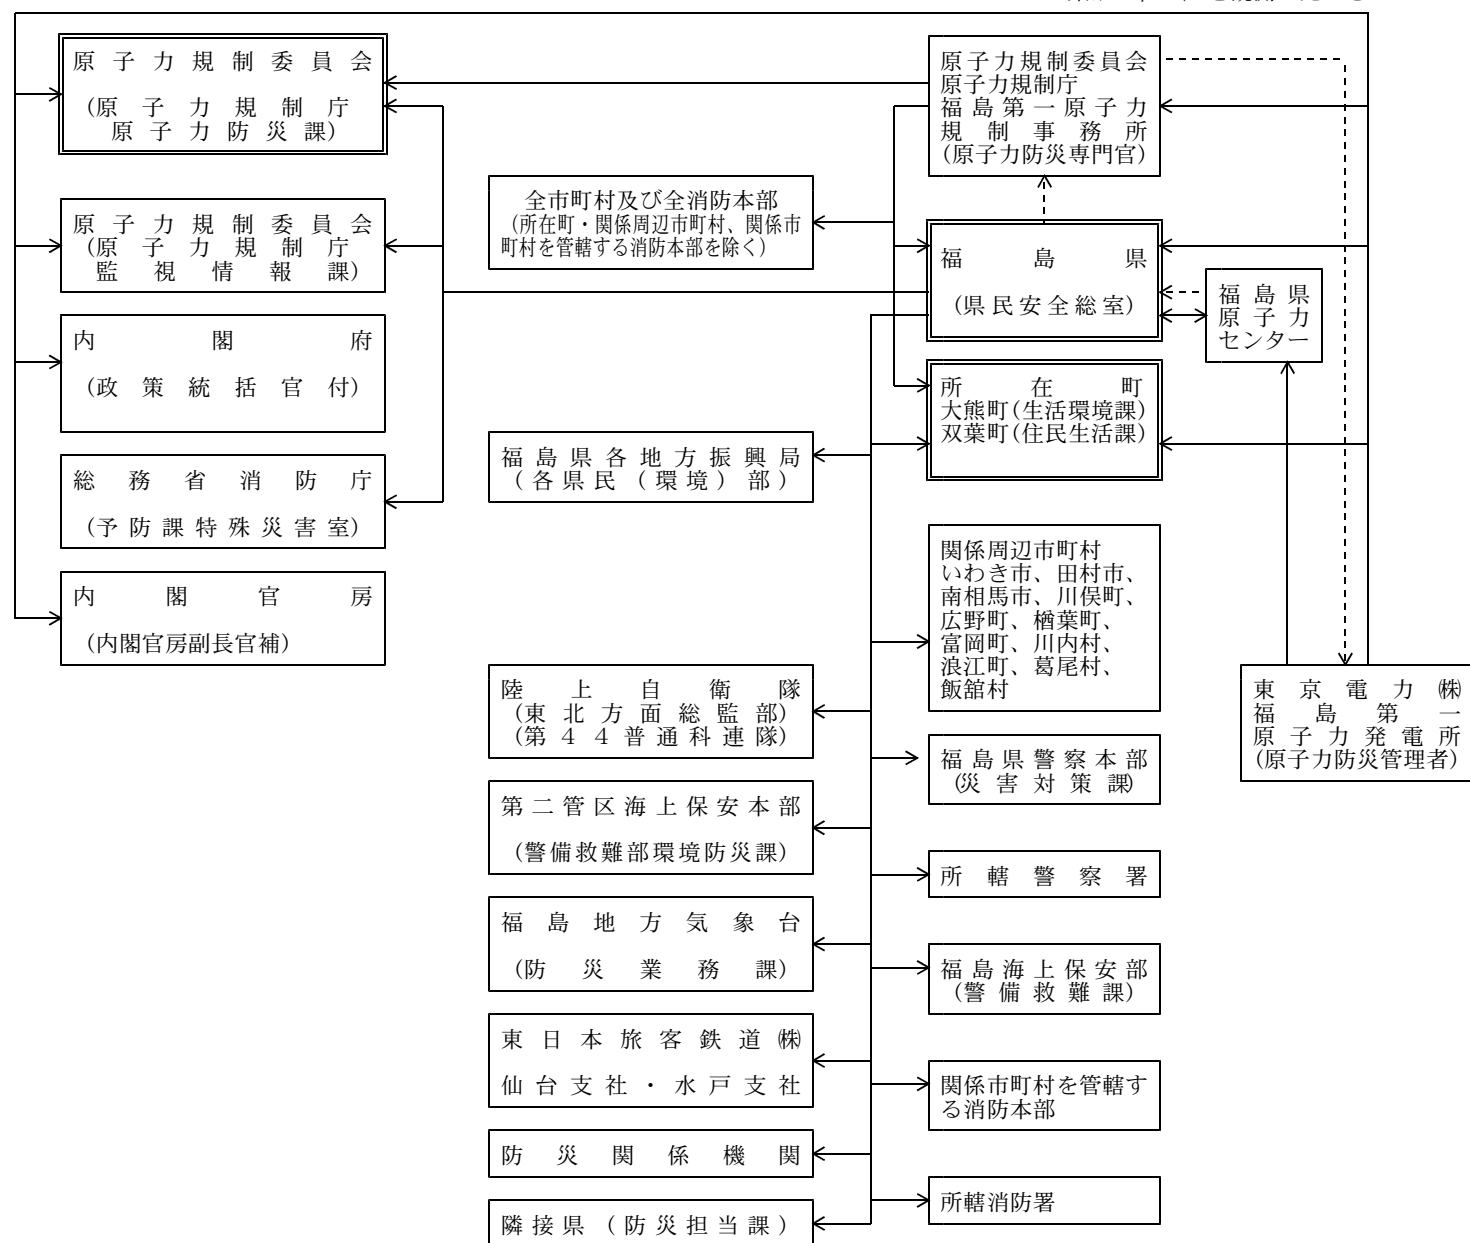 原子力規制委員会
(原子力規制庁
原子力防災課)
原子力規制委員会
(原子力規制庁
監視情報課)
内閣府
(政策統括官付)
総務省消防庁
(予防課特殊災害室)
内閣官房
(内閣官房副長官補)
全市町村及び全消防本部
(所在町・関係周辺市町村、関係市
町村を管轄する消防本部を除く)
福島県各地方振興局
(各県民(環境)部)
陸上自衛隊
(東北方面総監部)
(第44普通科連隊)
第二管区海上保安本部
(警備救難部環境防災課)
福島地方気象台
(防災業務課)
東日本旅客鉄道㈱
仙台支社・水戸支社
防災関係機関
隣接県(防災担当課)
原子力規制委員会
原子力規制庁
福島第一原子力
規制事務所
(原子力防災専門官)
福島県
(県民安全総室)
福島県
原子力
センター
所在町
大熊町(生活環境課)
双葉町(住民生活課)
関係周辺市町村
いわき市、田村市、
南相馬市、川俣町、
広野町、楢葉町、
富岡町、川内村、
浪江町、葛尾村、
飯舘村
福島県警察本部
(災害対策課)
所轄警察署
福島海上保安部
(警備救難課)
関係市町村を管轄す
る消防本部
所轄消防署
東京電力㈱
福島第一
原子力発電所
(原子力防災管理者)